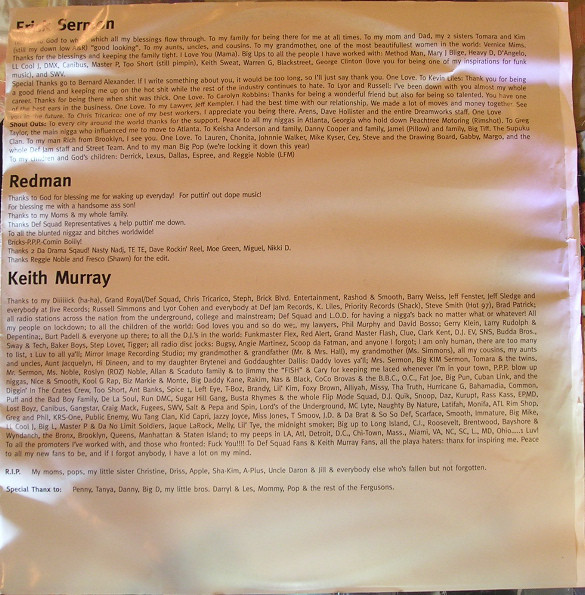 Erick Sermon
God to who which all my blessings flow through. To my family for being there for me at all times. To my mom and Dad, my 2 sisters Tamara and Kim
(still my down low A&R) "good looking". To my aunts, uncles, and cousins. To my grandmother, one of the most beautifullest women in the world: Vernice Mims,
Thanks for the blessings and keeping the family tight. I Love You (Mama). Big Ups to all the people I have worked with: Method Man, Mary J Blige, Heavy D, D'Angelo,
LL Cool J, DMX, Canibus, Master P, Too Short (still pimpin), Keith Sweat, Warren G, Blackstreet, George Clinton (love you for being one of my inspirations for funk
music), and SWV.
Special Thanks go to Bernard Alexander. If I write something about you, it would be too long, so I'll just say thank you. One Love. To Kevin Liles: Thank you for being
a good friend and keeping me up on the hot shit while the rest of the industry continues to hate. To Lyor and Russell: I've been down with you almost my whole
career. Thanks for being there when shit was thick. One Love. To Carolyn Robbins: Thanks for being a wonderful friend but also for being so talented. You have one
of the best ears in the business. One Love. To my Lawyer Jeff Kempler. I had the best time with our relationship. We made a lot of moves and money together. See
you in the future. To Chris Tricarico: one of my best workers. I appreciate you being there. Arens, Dave Hollister and the entire Dreamworks staff. One Love
Shout Outs: To every city around the world thanks for the support. Peace to all my niggas in Atlanta, Georgia who hold down Peachtree Motoring (Rimshot). To Greg
Taylor, the main nigga who influenced me to move to Atlanta. To Keisha Anderson and family, Dany Cooper and family, Jamel (Pillow) and family, Big Tiff. The Supuku
Clan. To my man Rich from Brooklyn, I see you. One Love. To Lauren, Chonita, Johnnie Walker, Mike Kyser, Cey, Steve and the Drawing Board, Gabby, Margo, and the
whole Def Jam staff and Street Team. And to my man Big Pop (we're locking it down this year)
To my children and God's children: Derrick, Lexus, Dallas, Espree, and Reggie Noble (LFM)
Redman
Thanks to God for blessing me for waking up everyday! For puttin' out dope music!
For blessing me with a handsome ass son!
Thanks to my Moms & my whole family.
Thanks Def Squad Representatives 4 help puttin' me down.
To all the blunted niggaz and bitches worldwide!
Bricks-P.P.P.-Comin Boiiy!
Thanks 2 Da Drama Sqaud! Nasty Nadi, TE TE, Dave Rockin' Reel, Moe Green, Miguel, Nikki D.
Thanks Reggie Noble and Fresco (Shawn) for the edit.
Keith Murray
Thanks to my Diiiiick (ha-ha), Grand Royal/Def Squad, Chris Tricarico, Steph, Brick Blvd. Entertainment, Rashod & Smooth, Barry Weiss, Jeff Fenster, Jeff Sledge and
everybody at Jive Records; Russell Simmons and Lyor Cohen and everybody at Def Jam Records, K. Liles, Priority Records (Shack), Steve Smith (Hot 97), Brad Patrick;
all radio stations across the nation from the underground, college and mainstream; Def Squad and L.O.D. for having a nigga's back no matter what or whatever! All
my people on lockdown; to all the children of the world: God loves you and so do we;, my lawyers, Phil Murphy and David Bosso; Gerry Klein, Larry Rudolph &
Depentina;, Burt Padell & everyone up there; to all the D.J.'s in the world: Funkmaster Flex, Red Alert, Grand Master Flash, Clue, Clark Kent, D.J. EV, SNS, Budda Bros.,
Sway & Tech, Baker Boys, Step Lover, Tigger; all radio disc jocks: Bugsy, Angie Martinez, Scoop da Fatman, and anyone I forgot; I am only human, there are too many
to list, 1 Luv to all ya'll; Mirror Image Recording Studio; my grandmother & grandfather (Mr. & Mrs. Hall), my grandmother (Ms. Simmons), all my cousins, my aunts
and uncles, Aunt Jacquelyn, Hi Dineen, and to my daughter Brytenei and Goddaughter Dallis: Daddy loves ya'll; Mrs. Sermon, Big KIM Sermon, Tomara & the twins,
Mr. Sermon, Ms. Noble, Roslyn (ROZ) Noble, Allan & Scoduty & family & to Jimmy the "FISH" & Cary for keeping me laced whenever I'm in your town. P.P.P. blow up
niggas, Nice & Smooth, Kool G Rap, Biz Markie & Monte, Big Daddy Kane, Rakim, Nas & Black, CoCo Brovas & the B.B.C., O.C., Fat Joe, Big Pun, Cuban Link, and the
Diggin' In The Crates Crew, Too Short, Ant Banks, Spice 1, Left Eye, T-Boz, Brandy, Lil' Kim, Foxy Brown, Aliiyah, Missy, Tha Truth, Hurricane G, Bahamadia, Common,
Puff and the Bad Boy Family, De La Soul, Run DMC, Sugar Hill Gang, Busta Rhymes & the whole Flip Mode Squad, D.J. Quik, Snoop, Daz, Kurupt, Rass Kass, EPMD,
Lost Boyz, Canibus, Gangstar, Craig Mack, Fugees, SWV, Salt & Pepa and Spin, Lord's of the Underground, MC Lyte, Naughty By Nature, Latifah, Monifa, ATL Rim Shop,
Greg and Phil, KRS-One, Public Enemy, Wu Tang Clan, Kid Capri, Jazzy Joyce, Miss Jones, T Smoov, J.D. & Da Brat & So So Def, Scarface, Smooth, Immature, Big Mike,
LL Cool J, Big L, Master P & Da No Limit Soldiers, Jaque LaRock, Melly, Lil' Tye, the midnight smoker; Big up to Long Island, C.I., Roosevelt, Brentwood, Bayshore &
Wyndanch, the Bronx, Brooklyn, Queens, Manhattan & Staten Island; to my peeps in LA, Atl, Detroit, D.C., Chi-Town, Mass., Miami, VA, NC, SC, L., MD, Ohio.....1 Luv!
To all the promoters I've worked with, and those who fronted: Fuck You!!!! To Def Squad Fans & Keith Murray Fans, all the playa haters: thanx for inspiring me. Peace
to all my new fans to be, and if I forgot anybody, I have a lot on my mind.
R.I.P. My moms, pops, my little sister Christine, Driss, Apple, Sha-Kim, A-Plus, Uncle Daron & Jill & everybody else who's fallen but not forgotten.
Special Thanx to: Penny, Tanya, Danny, Big D, my little bros. Darryl & Les, Mommy, Pop & the rest of the Fergusons.